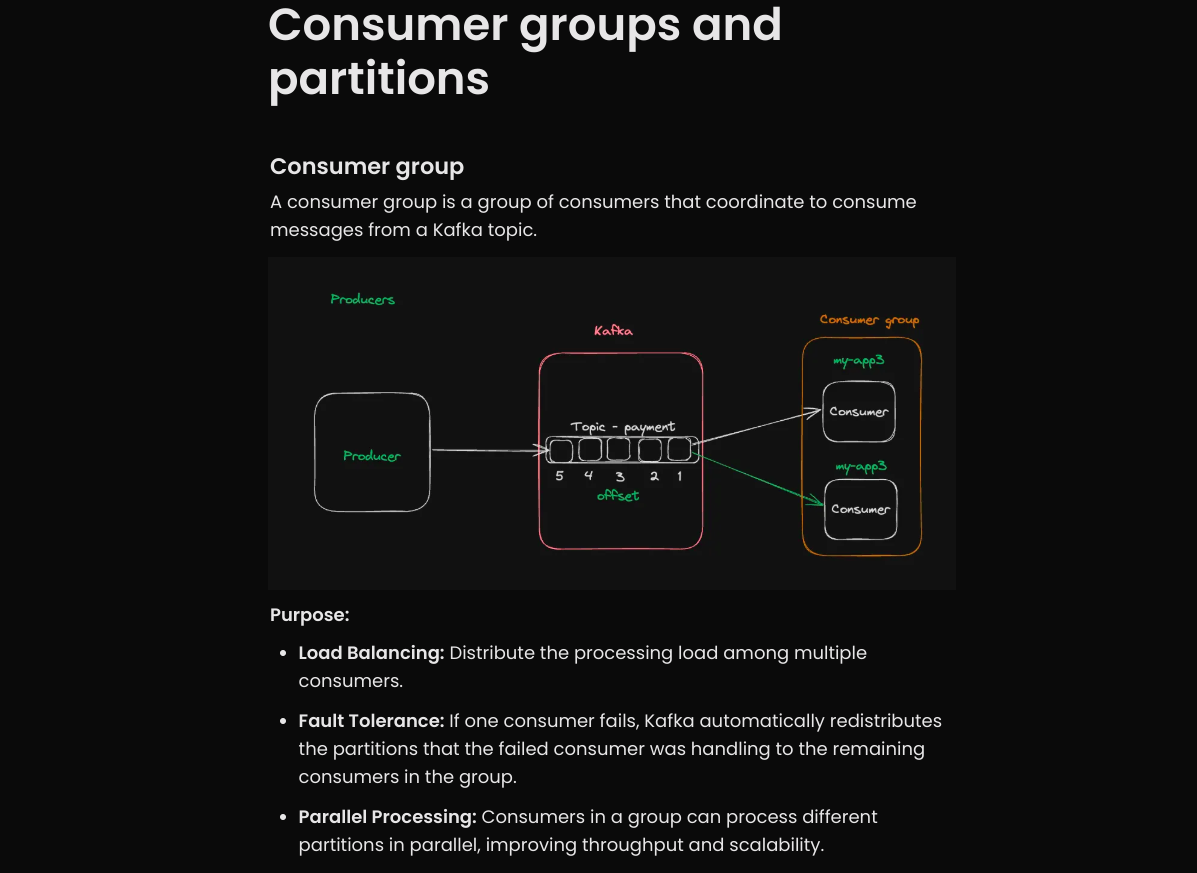 Consumer groups and
partitions
Consumer group
A consumer group is a group of consumers that coordinate to consume
messages from a Kafka topic.
Producers
Kafka
Consumer group
my-app3
Consumer
Topic - payment
Producer
my-app3
5 4 3 2 1
offset
Consumer
Purpose:
• Load Balancing: Distribute the processing load among multiple
consumers.
• Fault Tolerance: If one consumer fails, Kafka automatically redistributes
the partitions that the failed consumer was handling to the remaining
consumers in the group.
• Parallel Processing: Consumers in a group can process different
partitions in parallel, improving throughput and scalability.